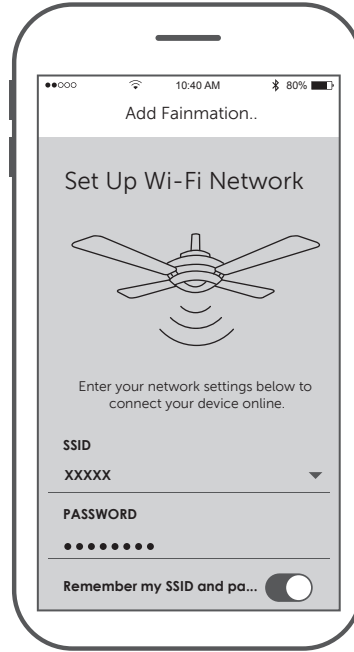 10:40 AM 80%
Add Fainmation..
Set Up Wi-Fi Network
Enter your network settings below to
connect your device online.
SSID
XXXXX
PASSWORD
Remember my SSID and pa...